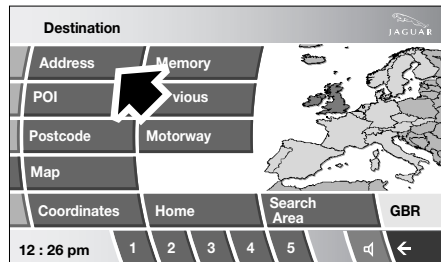 Destination
JAGUAR
Address Memory
POI vious
Postcode Motorway
Map
Coordinates Home Search Area GBR
12 : 26 pm 1 2 3 4 5